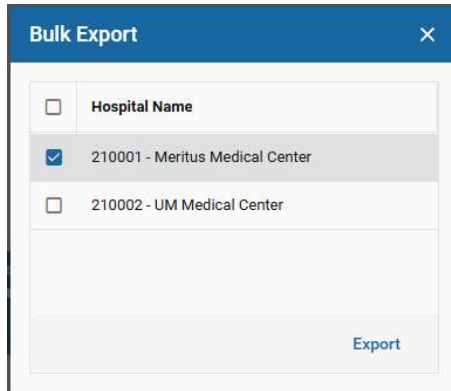 Bulk Export
Hospital Name
210001 - Meritus Medical Center
210002 - UM Medical Center
Export